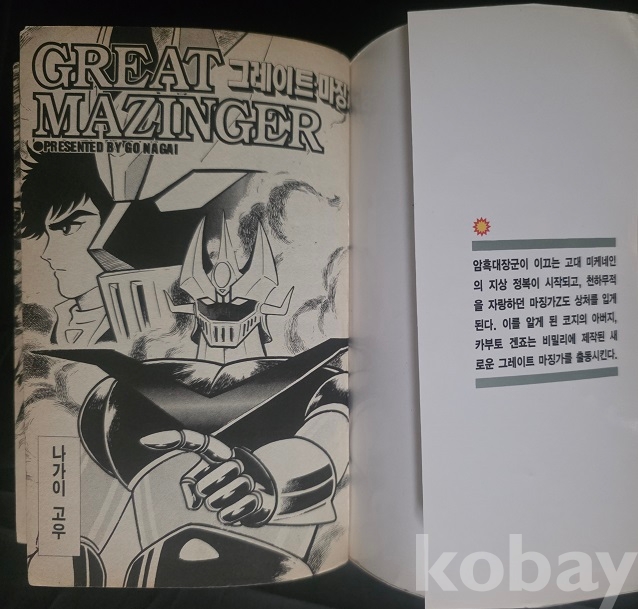 GREAT
그레이트 마징
MAZINGER
●PRESENTED BY GO NAGAI
나가이 고우
암흑대장군이 이끄는 고대 미케네인
의 지상 정복이 시작되고, 천하무적
을 자랑하던 마징가Z도 상처를 입게
된다. 이를 알게 된 코지의 아버지,
카부토 겐죠는 비밀리에 제작된 새
로운 그레이트 마징가를 출동시킨다.
kobay